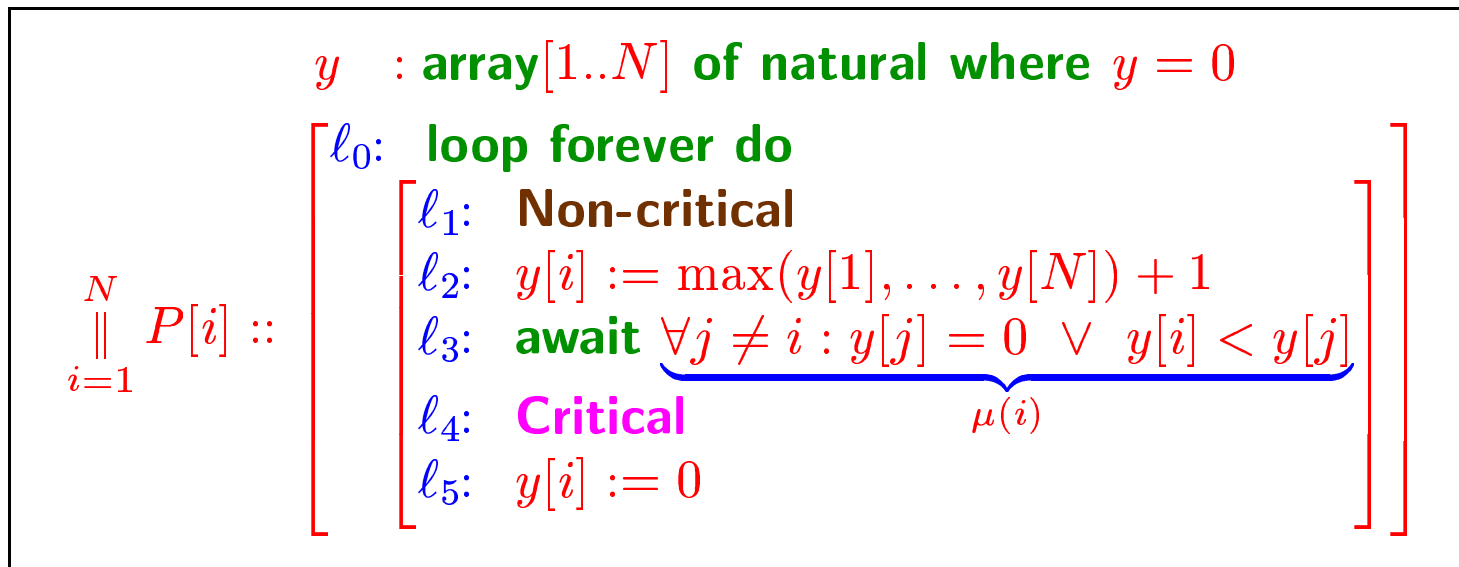 y : array[1..N] of natural where y = 0
ℓ₀: loop forever do
ℓ₁: Non-critical
ℓ₂: y[i] := max(y[1], . . . , y[N]) + 1
N
∥ P[i] ::
i=1
ℓ₃: await ∀j ≠ i : y[j] = 0 ∨ y[i] < y[j]
μ(i)
ℓ₄: Critical
ℓ₅: y[i] := 0